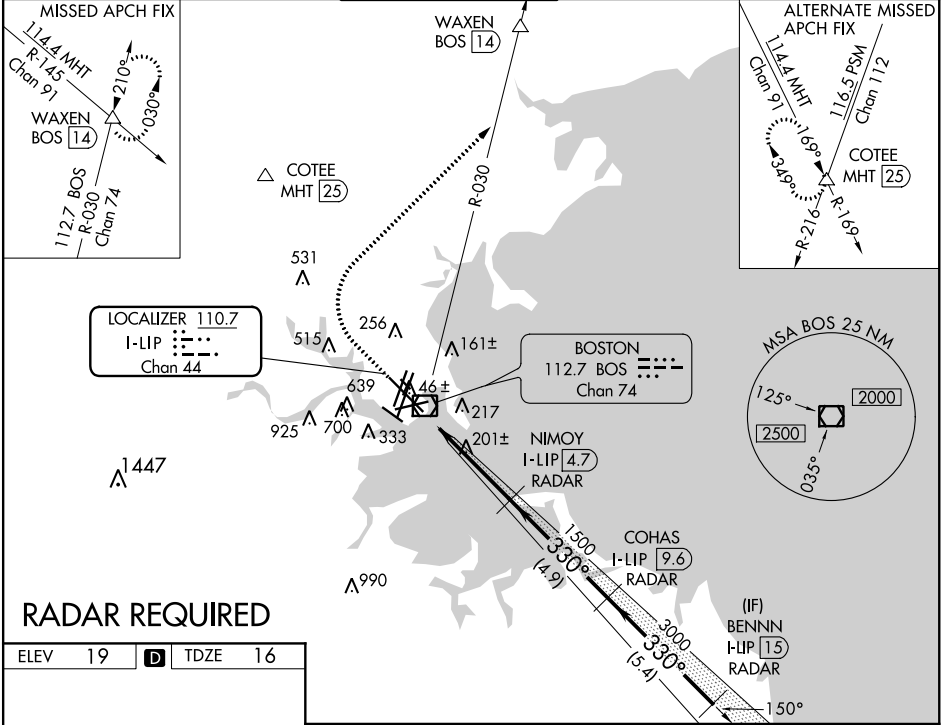 MISSED APCH FIX
114.4 MHT
R-145
Chan 91
210°
030°
WAXEN
BOS 14
112.7 BOS
R-030
Chan 74
WAXEN
BOS 14
R-030
ALTERNATE MISSED
APCH FIX
114.4 MHT
Chan 91
116.5 PSM
Chan 112
169°
349°
COTEE
MHT 25
R-216
R-169
COTEE
MHT 25
531
LOCALIZER 110.7
I-LIP
Chan 44
515
256
161±
BOSTON
112.7 BOS
Chan 74
MSA BOS 25 NM
125°
2000
2500
035°
639
46±
217
925
700
333
201±
1447
NIMOY
I-LIP 4.7
RADAR
1500
330°
(4.9)
COHAS
I-LIP 9.6
RADAR
990
3000
330°
(5.4)
(IF)
BENNN
I-LIP 15
RADAR
150°
RADAR REQUIRED
ELEV 19 D TDZE 16